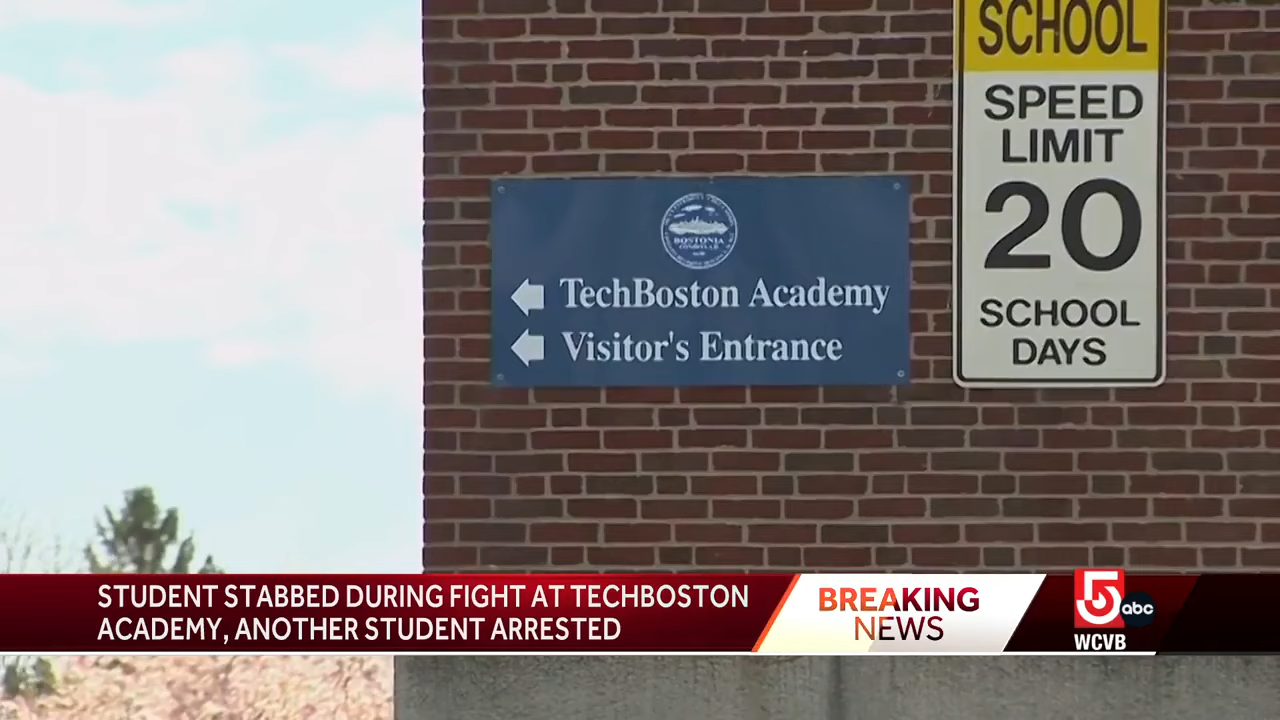 SCHOOL
SPEED
LIMIT
20
SCHOOL
DAYS
BOSTONIA
TechBoston Academy
Visitor's Entrance
STUDENT STABBED DURING FIGHT AT TECHBOSTON
ACADEMY, ANOTHER STUDENT ARRESTED
BREAKING
NEWS
5
abc
WCVB